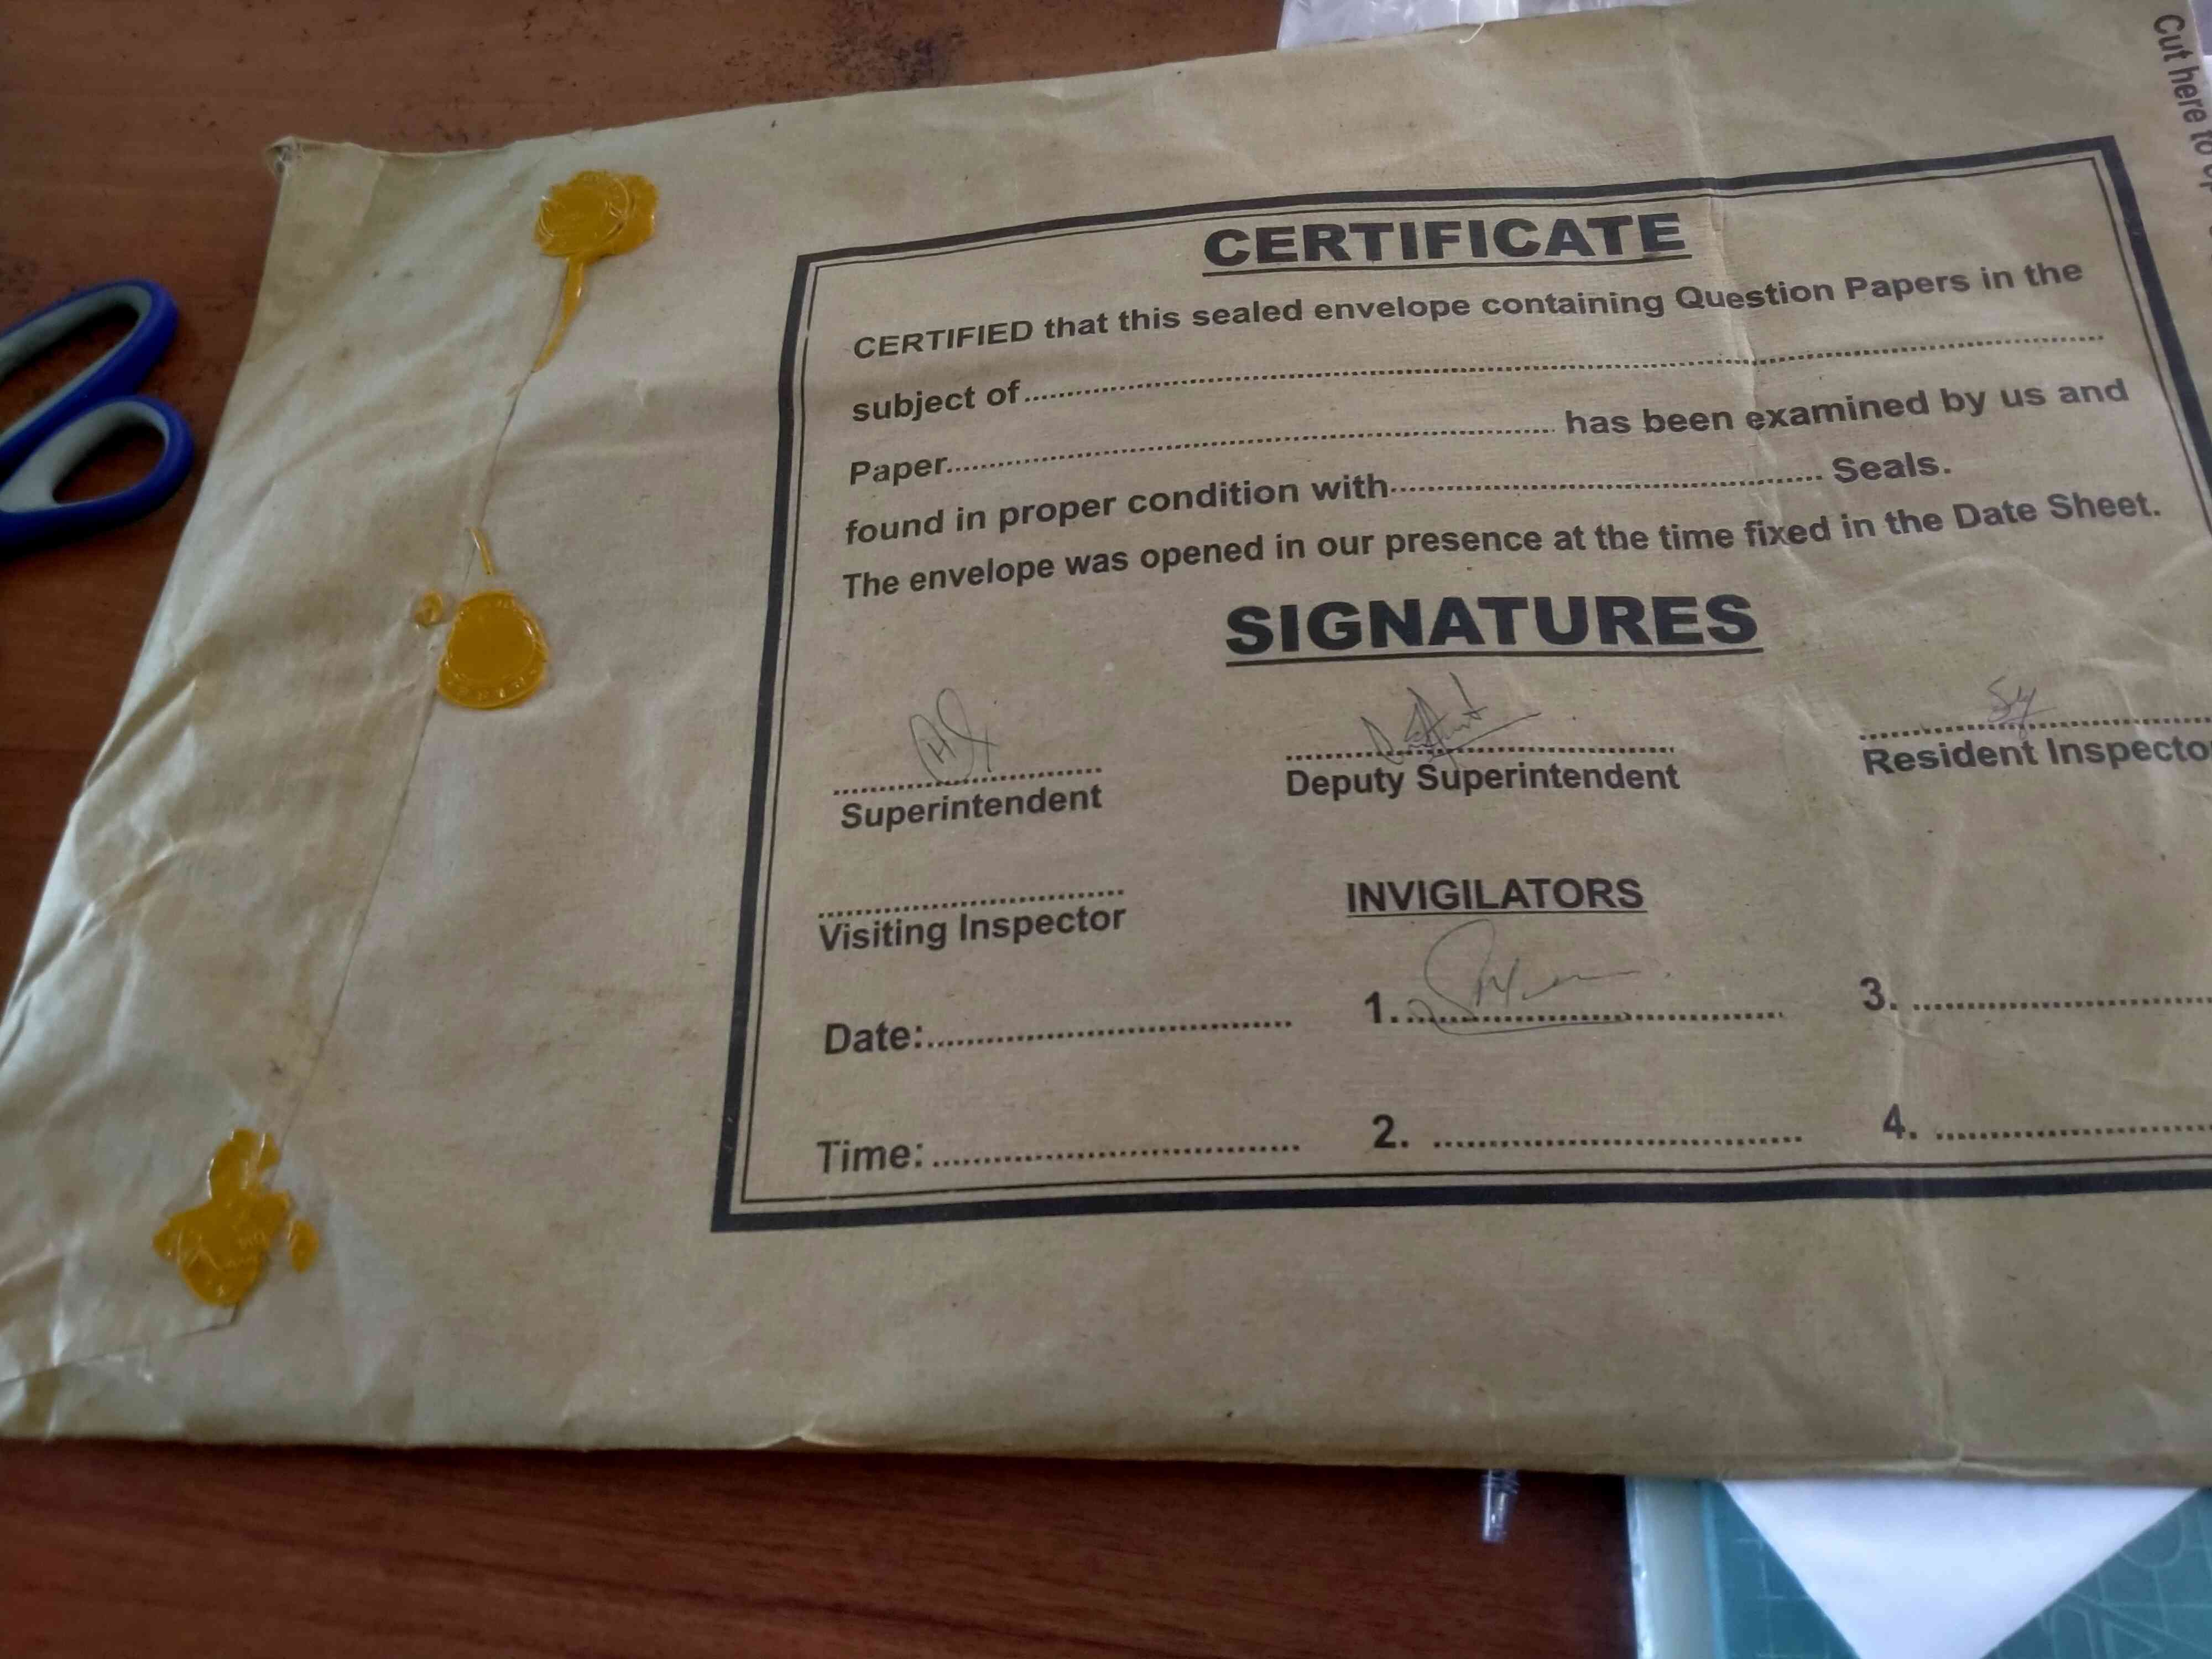 Cut here to
CERTIFICATE
CERTIFIED that this sealed envelope containing Question Papers in the
subject of
Paper has been examined by us and
found in proper condition with Seals.
The envelope was opened in our presence at the time fixed in the Date Sheet.
SIGNATURES
Superintendent Deputy Superintendent Resident Inspector
Visiting Inspector INVIGILATORS
Date: 1. 3.
Time: 2. 4.